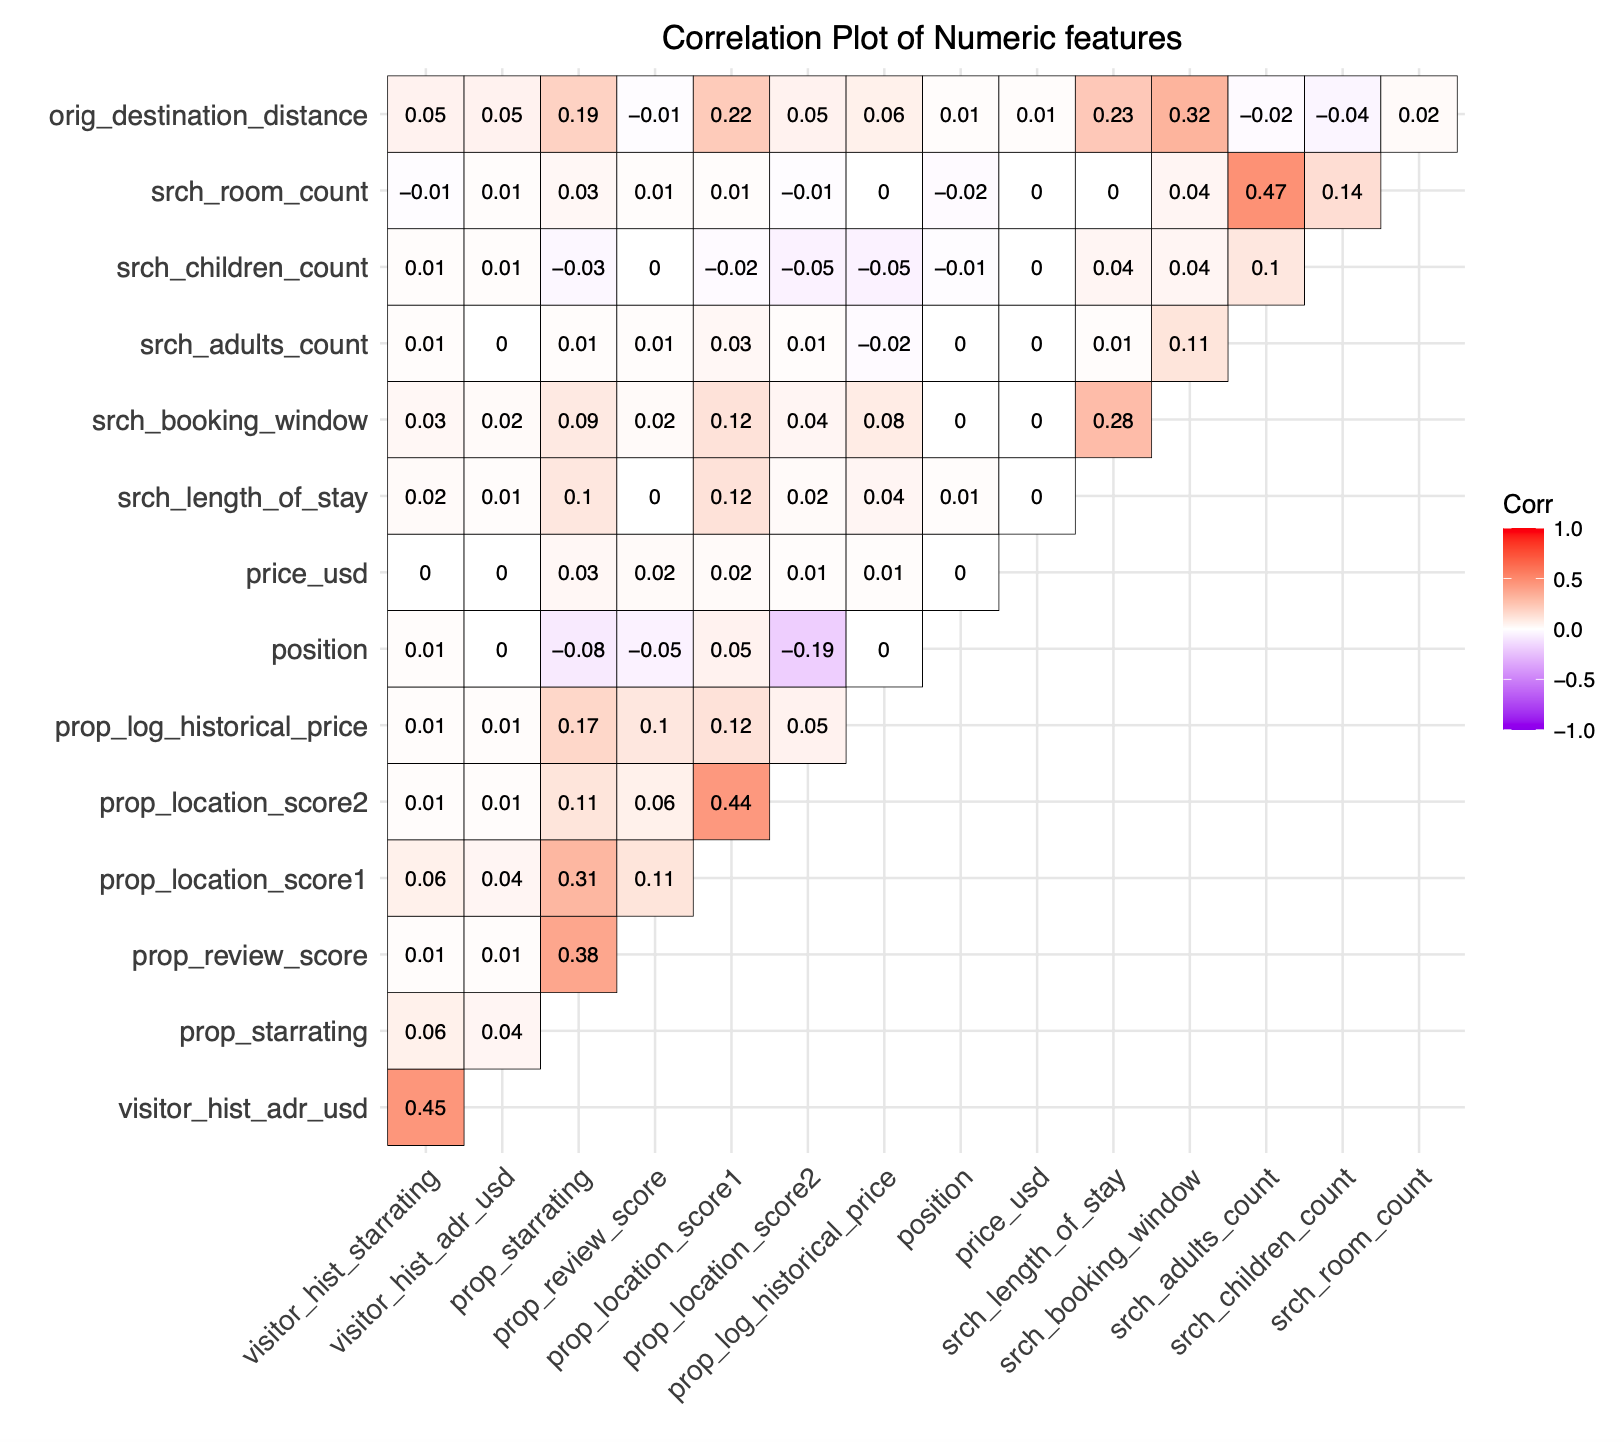 Correlation Plot of Numeric features
orig_destination_distance 0.05 0.05 0.19 −0.01 0.22 0.05 0.06 0.01 0.01 0.23 0.32 −0.02 −0.04 0.02
srch_room_count −0.01 0.01 0.03 0.01 0.01 −0.01 0 −0.02 0 0 0.04 0.47 0.14
srch_children_count 0.01 0.01 −0.03 0 −0.02 −0.05 −0.05 −0.01 0 0.04 0.04 0.1
srch_adults_count 0.01 0 0.01 0.01 0.03 0.01 −0.02 0 0 0.01 0.11
srch_booking_window 0.03 0.02 0.09 0.02 0.12 0.04 0.08 0 0 0.28
srch_length_of_stay 0.02 0.01 0.1 0 0.12 0.02 0.04 0.01 0
price_usd 0 0 0.03 0.02 0.02 0.01 0.01 0
position 0.01 0 −0.08 −0.05 0.05 −0.19 0
prop_log_historical_price 0.01 0.01 0.17 0.1 0.12 0.05
prop_location_score2 0.01 0.01 0.11 0.06 0.44
prop_location_score1 0.06 0.04 0.31 0.11
prop_review_score 0.01 0.01 0.38
prop_starrating 0.06 0.04
visitor_hist_adr_usd 0.45
visitor_hist_starrating
visitor_hist_adr_usd
prop_starrating
prop_review_score
prop_location_score1
prop_location_score2
prop_log_historical_price
position
price_usd
srch_length_of_stay
srch_booking_window
srch_adults_count
srch_children_count
srch_room_count
Corr
1.0
0.5
0.0
−0.5
−1.0